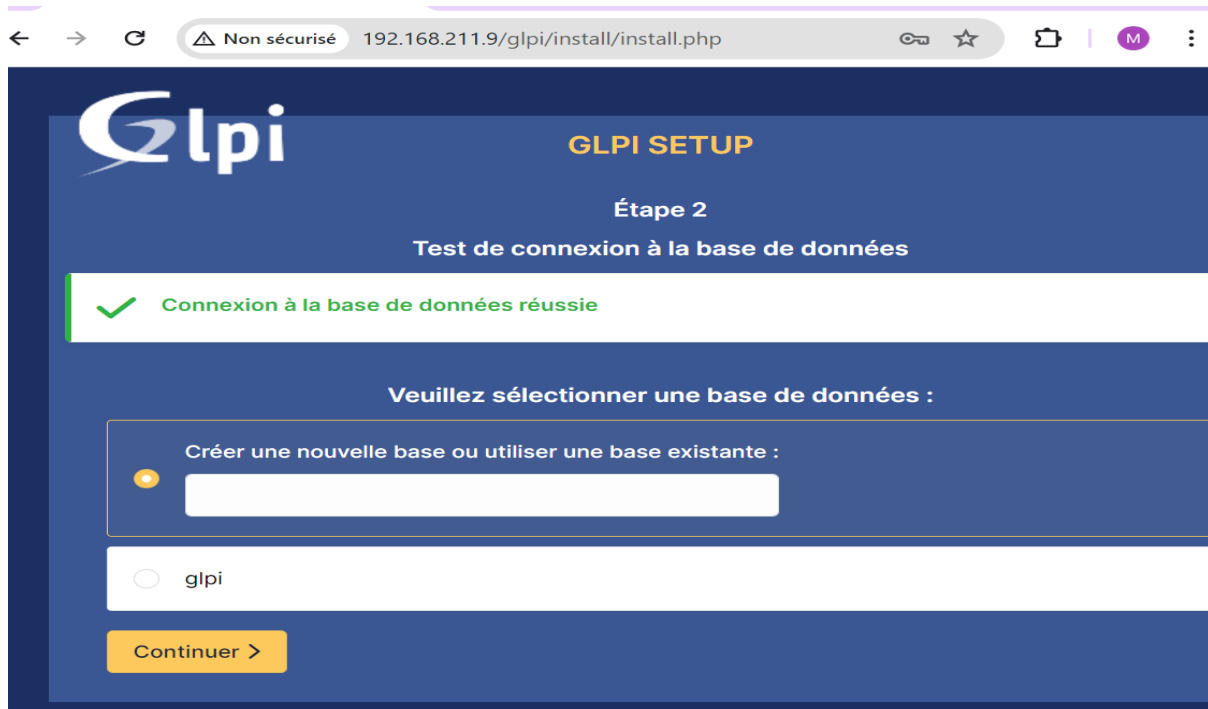 Non sécurisé 192.168.211.9/glpi/install/install.php M
Glpi
GLPI SETUP
Étape 2
Test de connexion à la base de données
Connexion à la base de données réussie
Veuillez sélectionner une base de données :
Créer une nouvelle base ou utiliser une base existante :
glpi
Continuer >